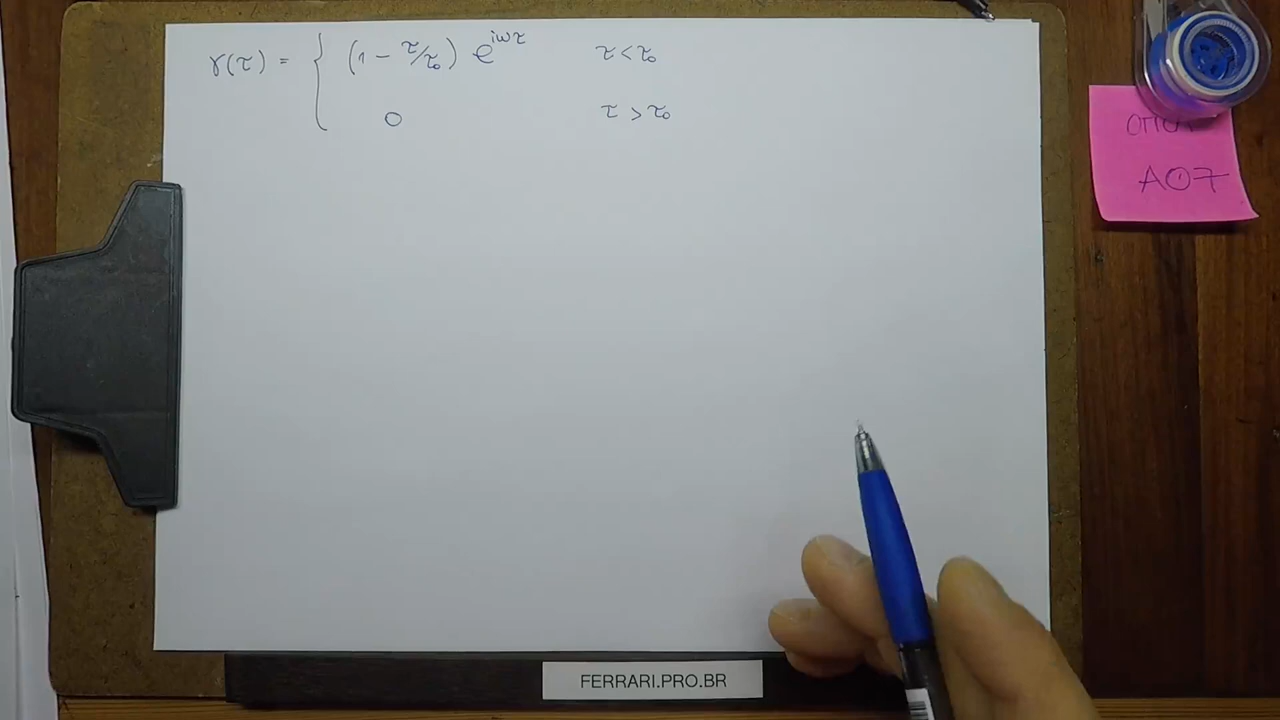 γ(τ) = { (1 - τ/τ₀) e^{iωτ} τ < τ₀
0 τ > τ₀
A07
FERRARI.PRO.BR